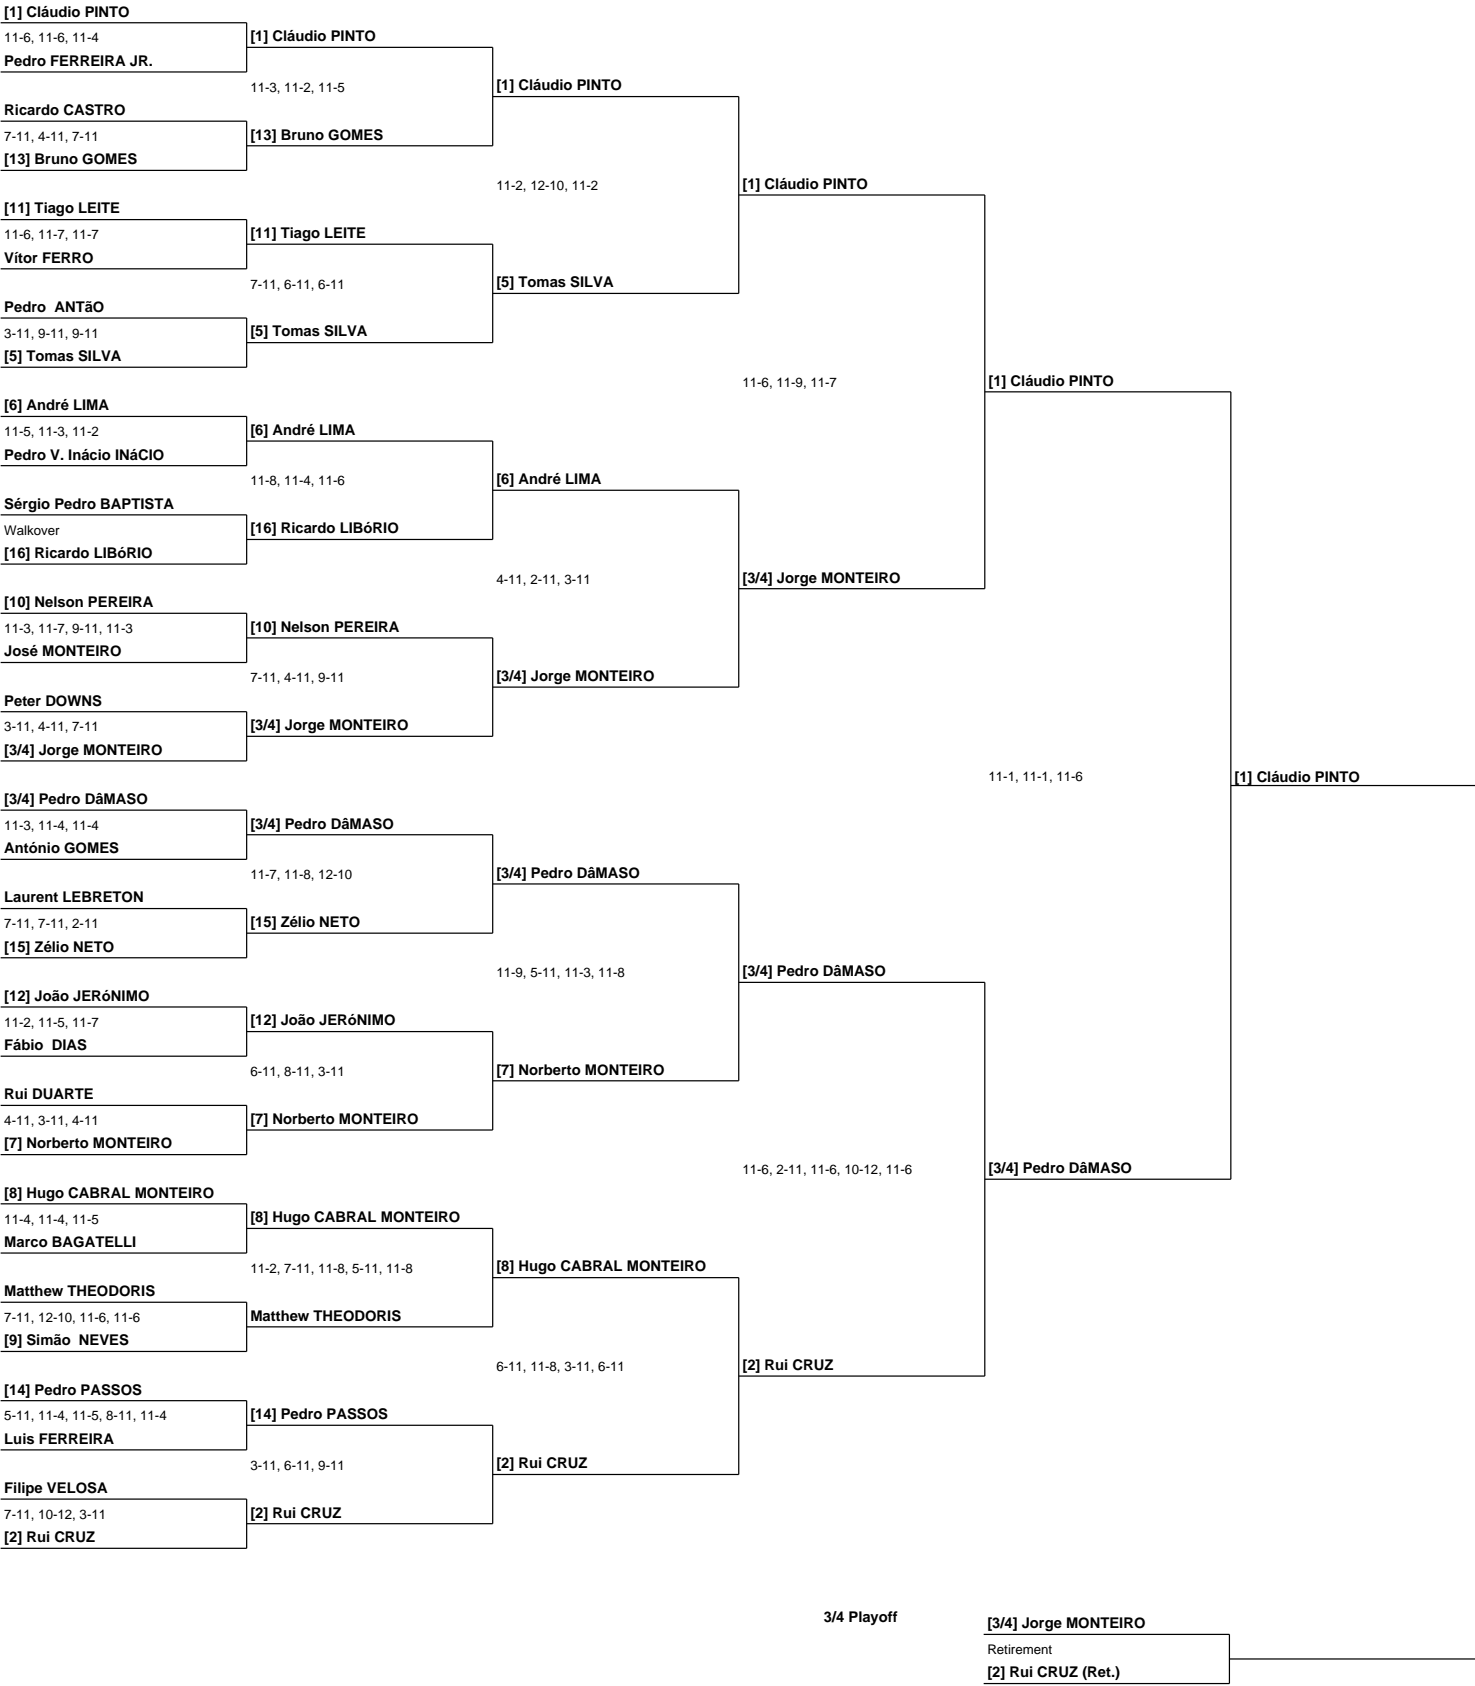 [1] Cláudio PINTO
11-6, 11-6, 11-4
Pedro FERREIRA JR.
Ricardo CASTRO
7-11, 4-11, 7-11
[13] Bruno GOMES
[11] Tiago LEITE
11-6, 11-7, 11-7
Vítor FERRO
Pedro  ANTãO
3-11, 9-11, 9-11
[5] Tomas SILVA
[6] André LIMA
11-5, 11-3, 11-2
Pedro V. Inácio INáCIO
Sérgio Pedro BAPTISTA
Walkover
[16] Ricardo LIBóRIO
[10] Nelson PEREIRA
11-3, 11-7, 9-11, 11-3
José MONTEIRO
Peter DOWNS
3-11, 4-11, 7-11
[3/4] Jorge MONTEIRO
[3/4] Pedro DâMASO
11-3, 11-4, 11-4
António GOMES
Laurent LEBRETON
7-11, 7-11, 2-11
[15] Zélio NETO
[12] João JERóNIMO
11-2, 11-5, 11-7
Fábio  DIAS
Rui DUARTE
4-11, 3-11, 4-11
[7] Norberto MONTEIRO
[8] Hugo CABRAL MONTEIRO
11-4, 11-4, 11-5
Marco BAGATELLI
Matthew THEODORIS
7-11, 12-10, 11-6, 11-6
[9] Simão  NEVES
[14] Pedro PASSOS
5-11, 11-4, 11-5, 8-11, 11-4
Luis FERREIRA
Filipe VELOSA
7-11, 10-12, 3-11
[2] Rui CRUZ
[1] Cláudio PINTO
11-3, 11-2, 11-5
[13] Bruno GOMES
[11] Tiago LEITE
7-11, 6-11, 6-11
[5] Tomas SILVA
[6] André LIMA
11-8, 11-4, 11-6
[16] Ricardo LIBóRIO
[10] Nelson PEREIRA
7-11, 4-11, 9-11
[3/4] Jorge MONTEIRO
[3/4] Pedro DâMASO
11-7, 11-8, 12-10
[15] Zélio NETO
[12] João JERóNIMO
6-11, 8-11, 3-11
[7] Norberto MONTEIRO
[8] Hugo CABRAL MONTEIRO
11-2, 7-11, 11-8, 5-11, 11-8
Matthew THEODORIS
[14] Pedro PASSOS
3-11, 6-11, 9-11
[2] Rui CRUZ
[1] Cláudio PINTO
11-2, 12-10, 11-2
[5] Tomas SILVA
[6] André LIMA
4-11, 2-11, 3-11
[3/4] Jorge MONTEIRO
[3/4] Pedro DâMASO
11-9, 5-11, 11-3, 11-8
[7] Norberto MONTEIRO
[8] Hugo CABRAL MONTEIRO
6-11, 11-8, 3-11, 6-11
[2] Rui CRUZ
[1] Cláudio PINTO
11-6, 11-9, 11-7
[3/4] Jorge MONTEIRO
[3/4] Pedro DâMASO
11-6, 2-11, 11-6, 10-12, 11-6
[2] Rui CRUZ
[1] Cláudio PINTO
11-1, 11-1, 11-6
[3/4] Pedro DâMASO
[1] Cláudio PINTO
3/4 Playoff
[3/4] Jorge MONTEIRO
Retirement
[2] Rui CRUZ (Ret.)